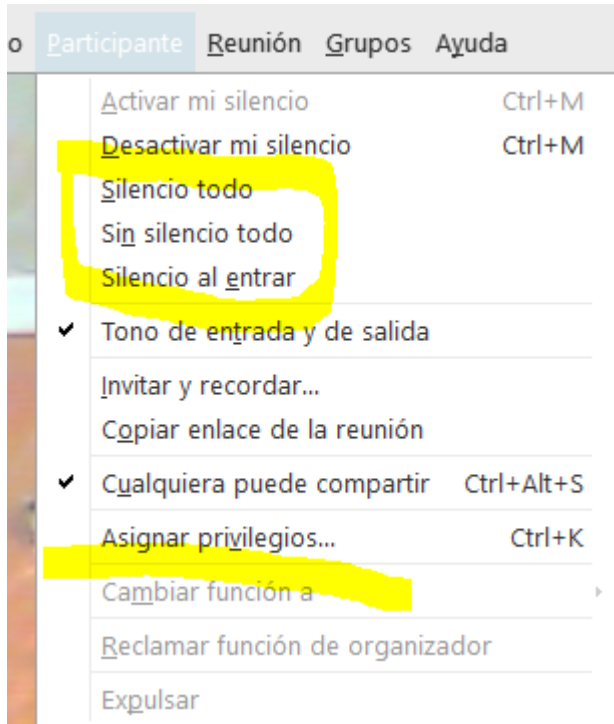 o Participante Reunión Grupos Ayuda
Activar mi silencio Ctrl+M
Desactivar mi silencio Ctrl+M
Silencio todo
Sin silencio todo
Silencio al entrar
Tono de entrada y de salida
Invitar y recordar...
Copiar enlace de la reunión
Cualquiera puede compartir Ctrl+Alt+S
Asignar privilegios... Ctrl+K
Cambiar función a
Reclamar función de organizador
Expulsar